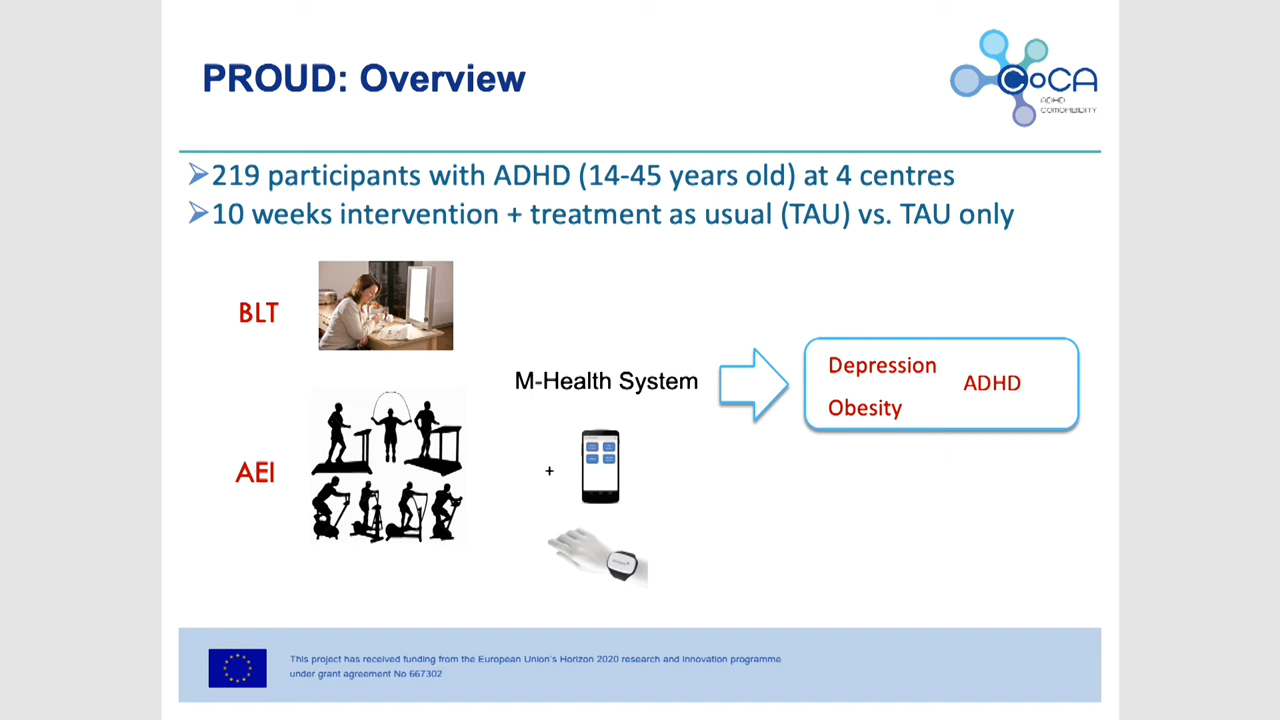 PROUD: Overview
CoCA
ADHD
COMORBIDITY
219 participants with ADHD (14-45 years old) at 4 centres
10 weeks intervention + treatment as usual (TAU) vs. TAU only
BLT
M-Health System
Depression
ADHD
Obesity
AEI
+
This project has received funding from the European Union's Horizon 2020 research and innovation programme
under grant agreement No 667302